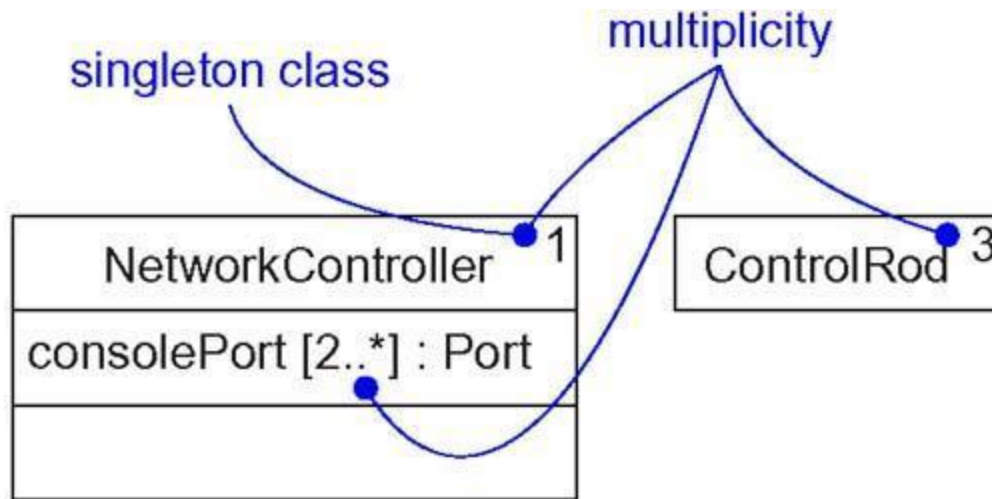 multiplicity
singleton class
NetworkController 1
ControlRod 3
consolePort [2..*] : Port